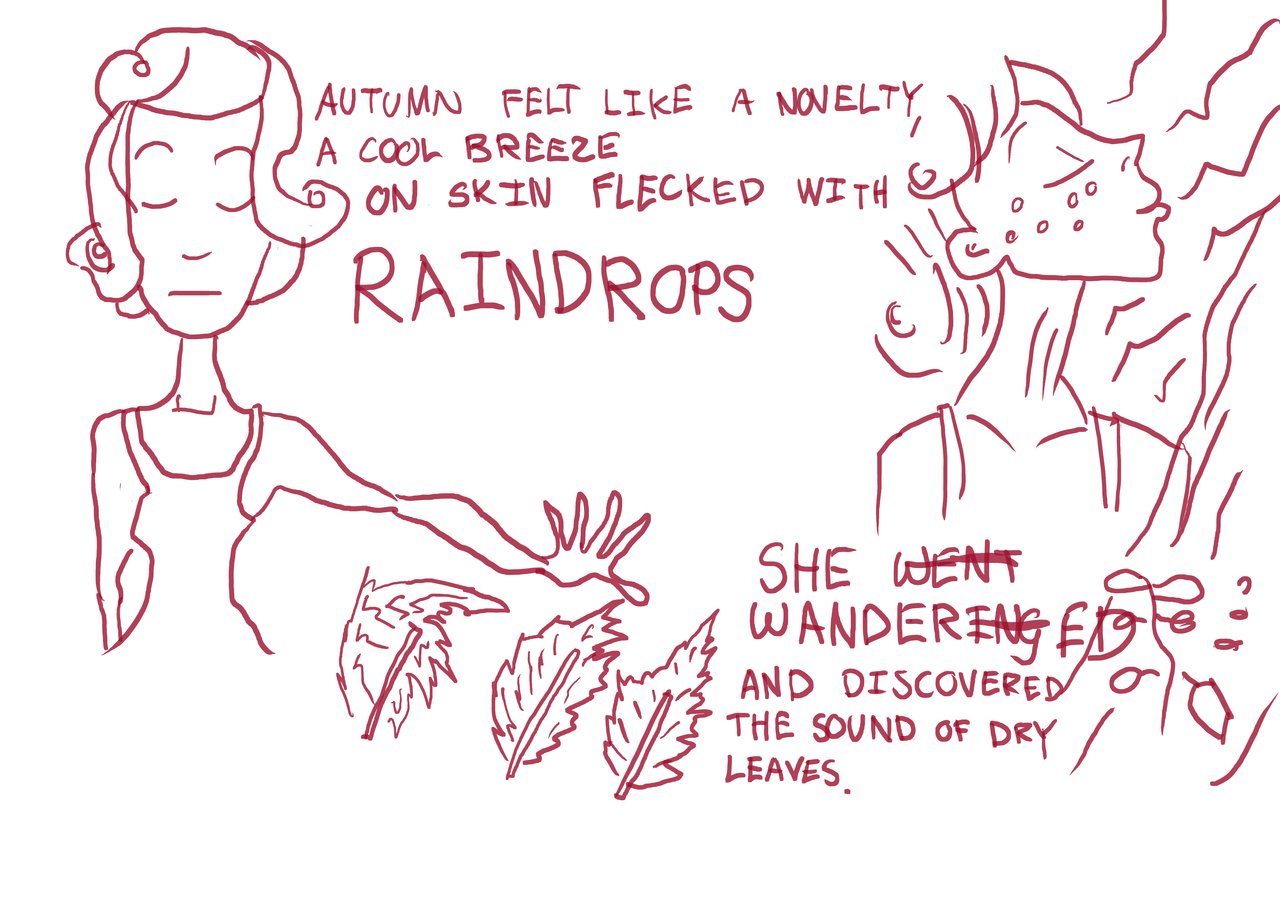 AUTUMN FELT LIKE A NOVELTY,
A COOL BREEZE
ON SKIN FLECKED WITH
RAINDROPS
SHE WENT
WANDERINGED
AND DISCOVERED
THE SOUND OF DRY
LEAVES.